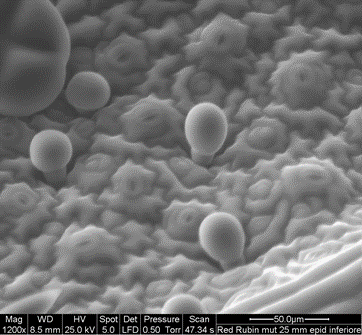 Mag WD HV Spot Det Pressure Scan 50.0µm
1200x 8.5 mm 25.0 kV 5.0 LFD 0.50 Torr 47.34 s Red Rubin mut 25 mm epid inferiore